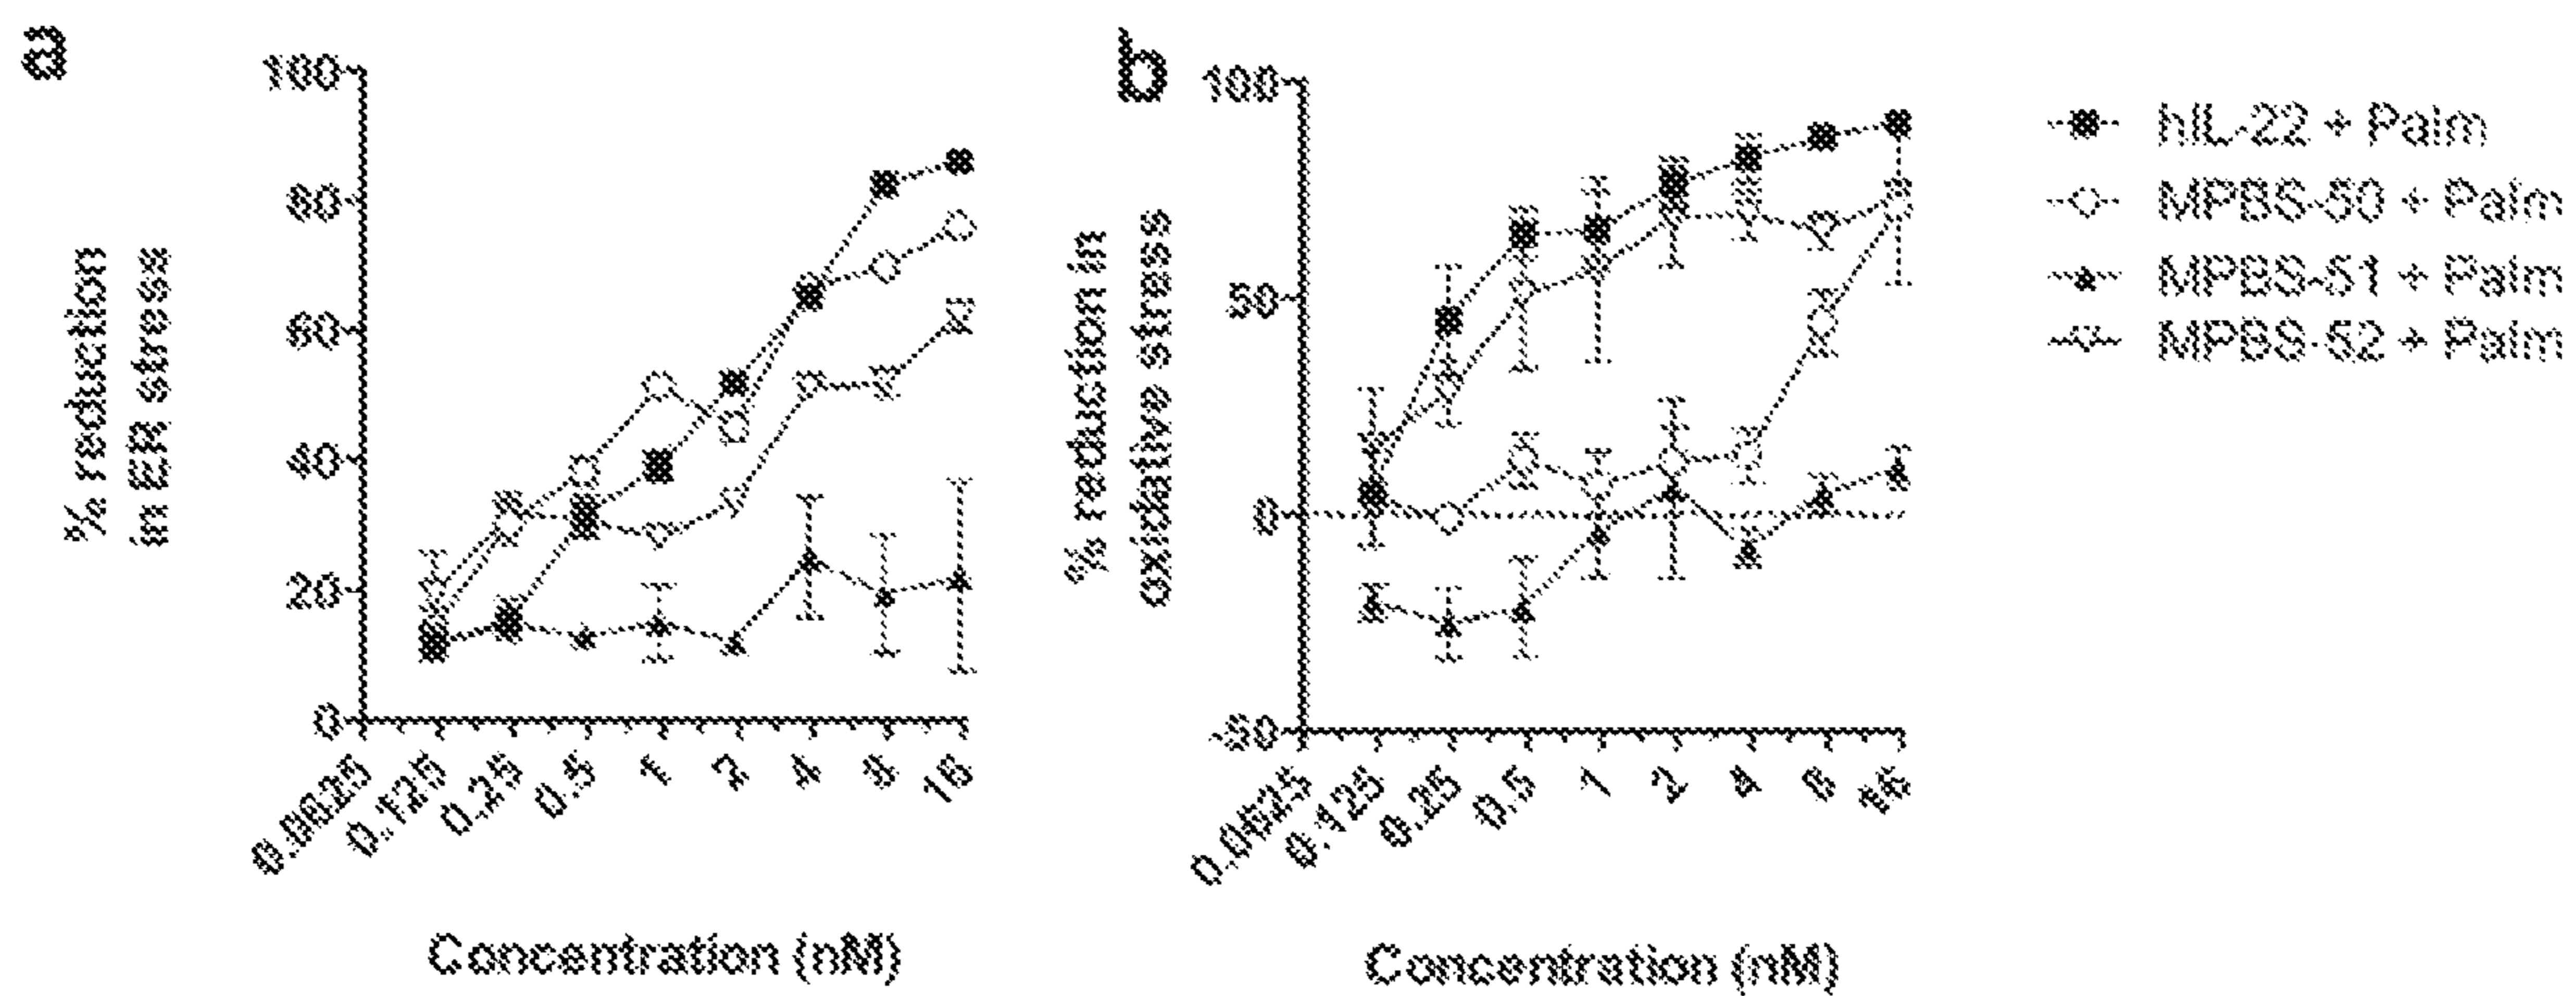 a
100
80
60
40
20
0
% reduction
in ER stress
0.0625
0.125
0.25
0.5
1
2
4
8
16
Concentration (nM)
b
100
50
0
-50
% reduction in
oxidative stress
0.0625
0.125
0.25
0.5
1
2
4
8
16
Concentration (nM)
hIL-22 + Palm
MPBS-50 + Palm
MPBS-51 + Palm
MPBS-52 + Palm